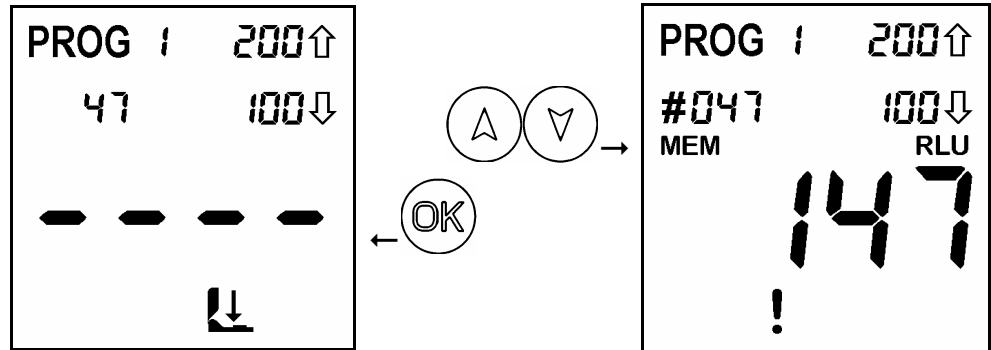 PROG 1 200⇧
47 100⇩
– – – –
OK
PROG 1 200⇧
#047 100⇩
MEM RLU
147
!